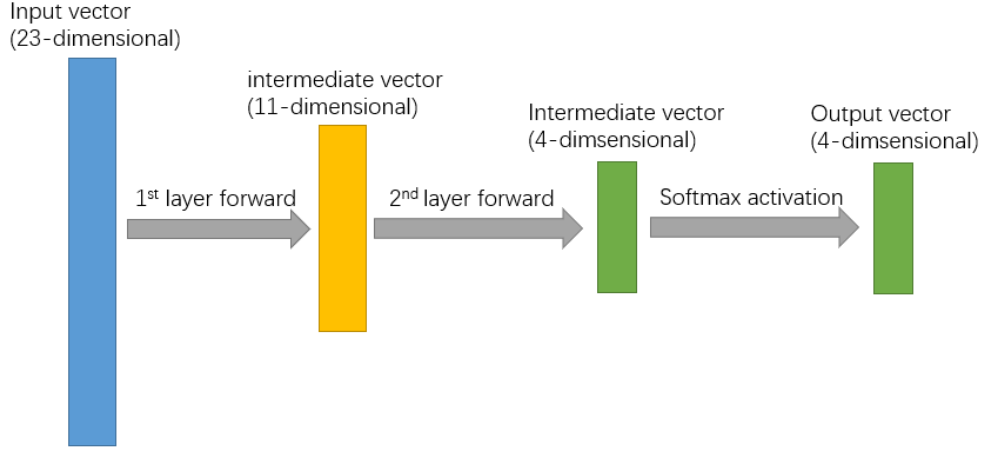 Input vector
(23-dimensional)
intermediate vector
(11-dimensional)
Intermediate vector
(4-dimsensional)
Output vector
(4-dimsensional)
1st layer forward
2nd layer forward
Softmax activation